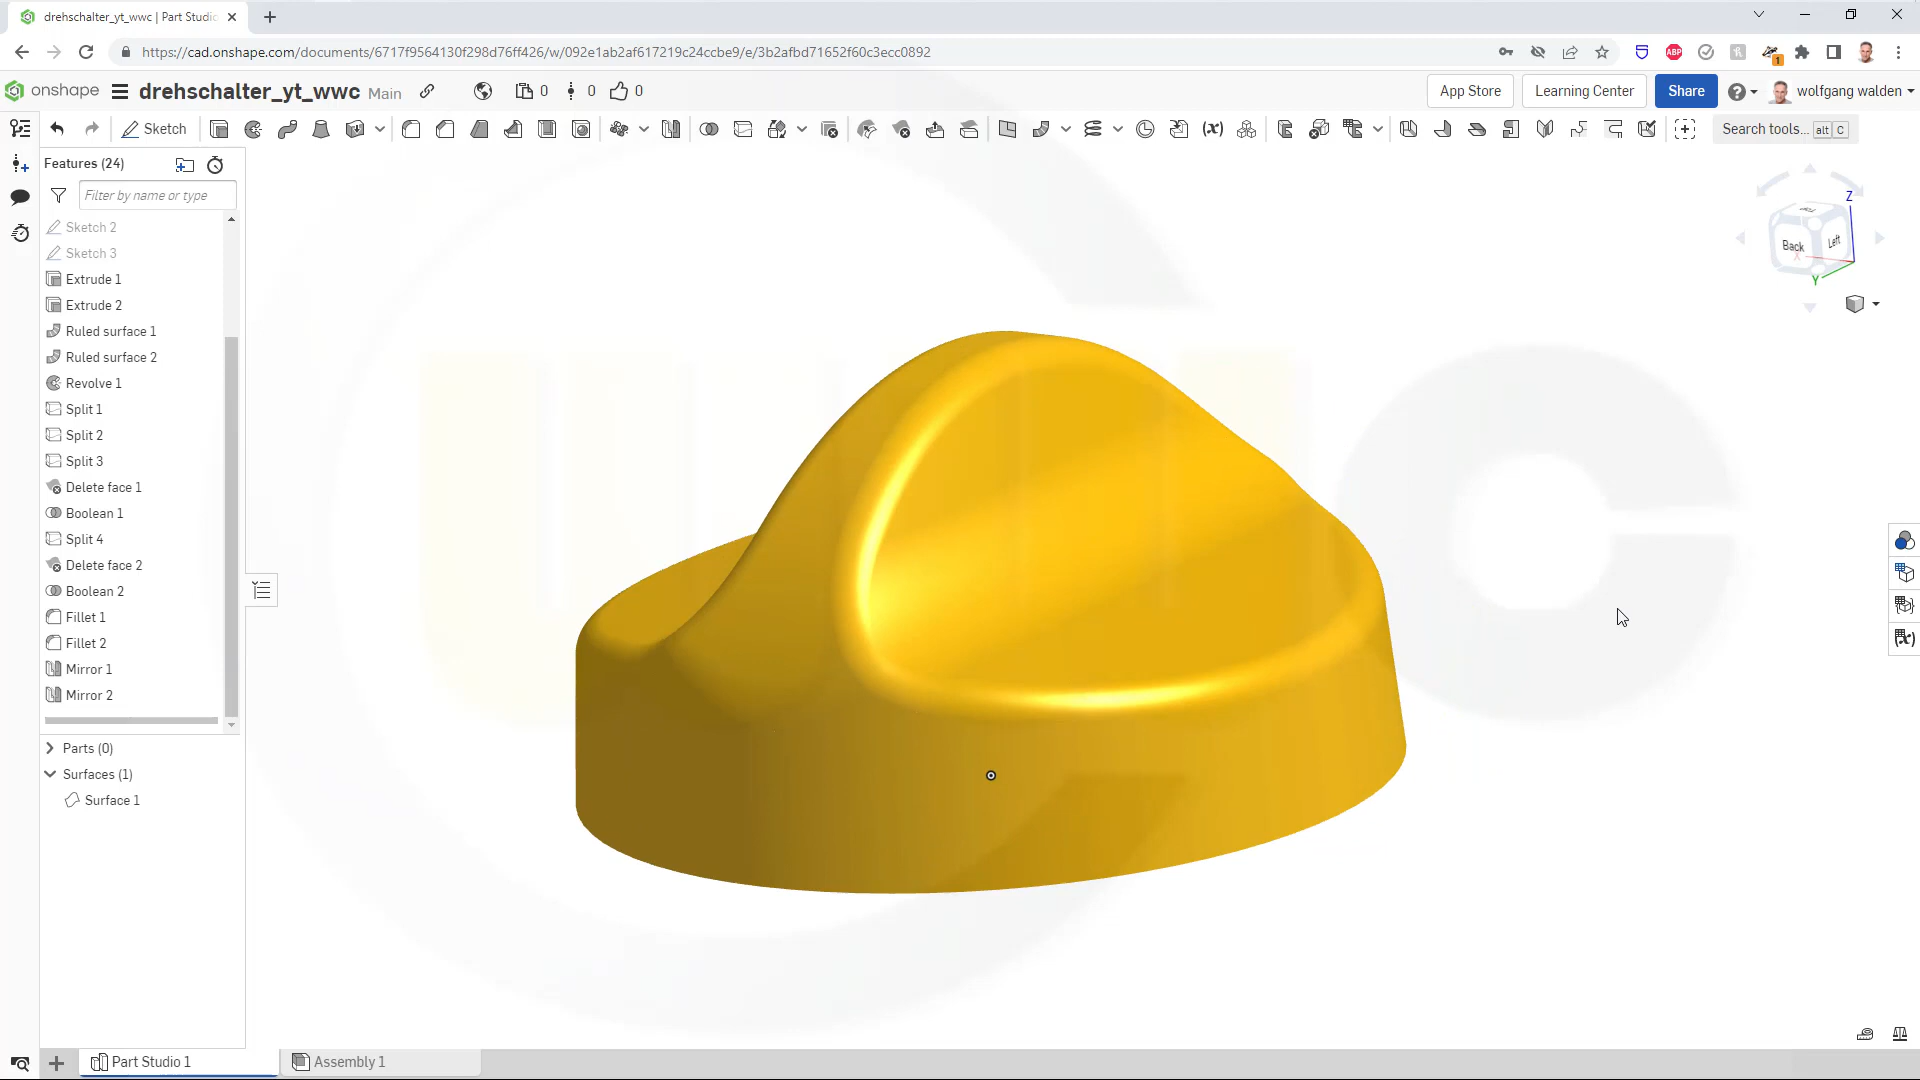 drehschalter_yt_wwc | Part Studio
https://cad.onshape.com/documents/6717f9564130f298d76ff426/w/092e1ab2af617219c24ccbe9/e/3b2afbd71652f60c3ecc0892
ABP
1
onshape
drehschalter_yt_wwc Main
0
0
0
App Store
Learning Center
Share
wolfgang walden
Sketch
(x)
Search tools... alt C
Features (24)
Filter by name or type
Sketch 2
Sketch 3
Extrude 1
Extrude 2
Ruled surface 1
Ruled surface 2
Revolve 1
Split 1
Split 2
Split 3
Delete face 1
Boolean 1
Split 4
Delete face 2
Boolean 2
Fillet 1
Fillet 2
Mirror 1
Mirror 2
Parts (0)
Surfaces (1)
Surface 1
Z
Top
Back
Left
X
Y
(x)
wwc
Part Studio 1
Assembly 1